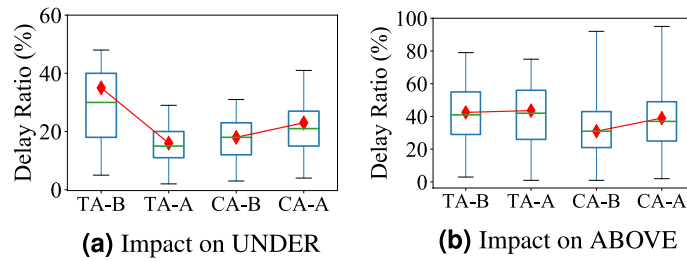 Delay Ratio (%)
60
40
20
0
TA-B TA-A CA-B CA-A
(a) Impact on UNDER
Delay Ratio (%)
100
80
60
40
20
0
TA-B TA-A CA-B CA-A
(b) Impact on ABOVE